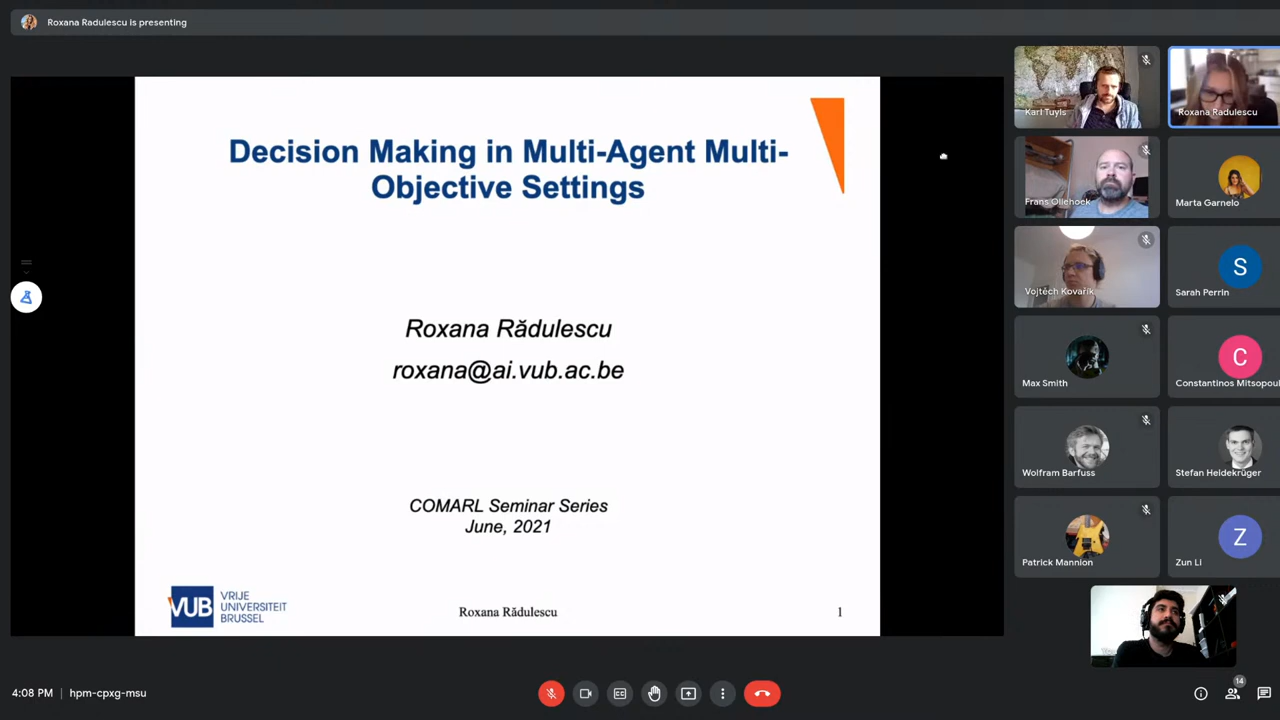 Roxana Radulescu is presenting
Decision Making in Multi-Agent Multi-
Objective Settings
Roxana Rădulescu
roxana@ai.vub.ac.be
COMARL Seminar Series
June, 2021
VUB
VRIJE
UNIVERSITEIT
BRUSSEL
Roxana Rădulescu
1
Karl Tuyls
Roxana Radulescu
Frans Oliehoek
Marta Garnelo
Vojtěch Kovařík
S
Sarah Perrin
Max Smith
C
Constantinos Mitsopoul
Wolfram Barfuss
Stefan Heidekrüger
Patrick Mannion
Z
Zun Li
4:08 PM | hpm-cpxg-msu
CC
14